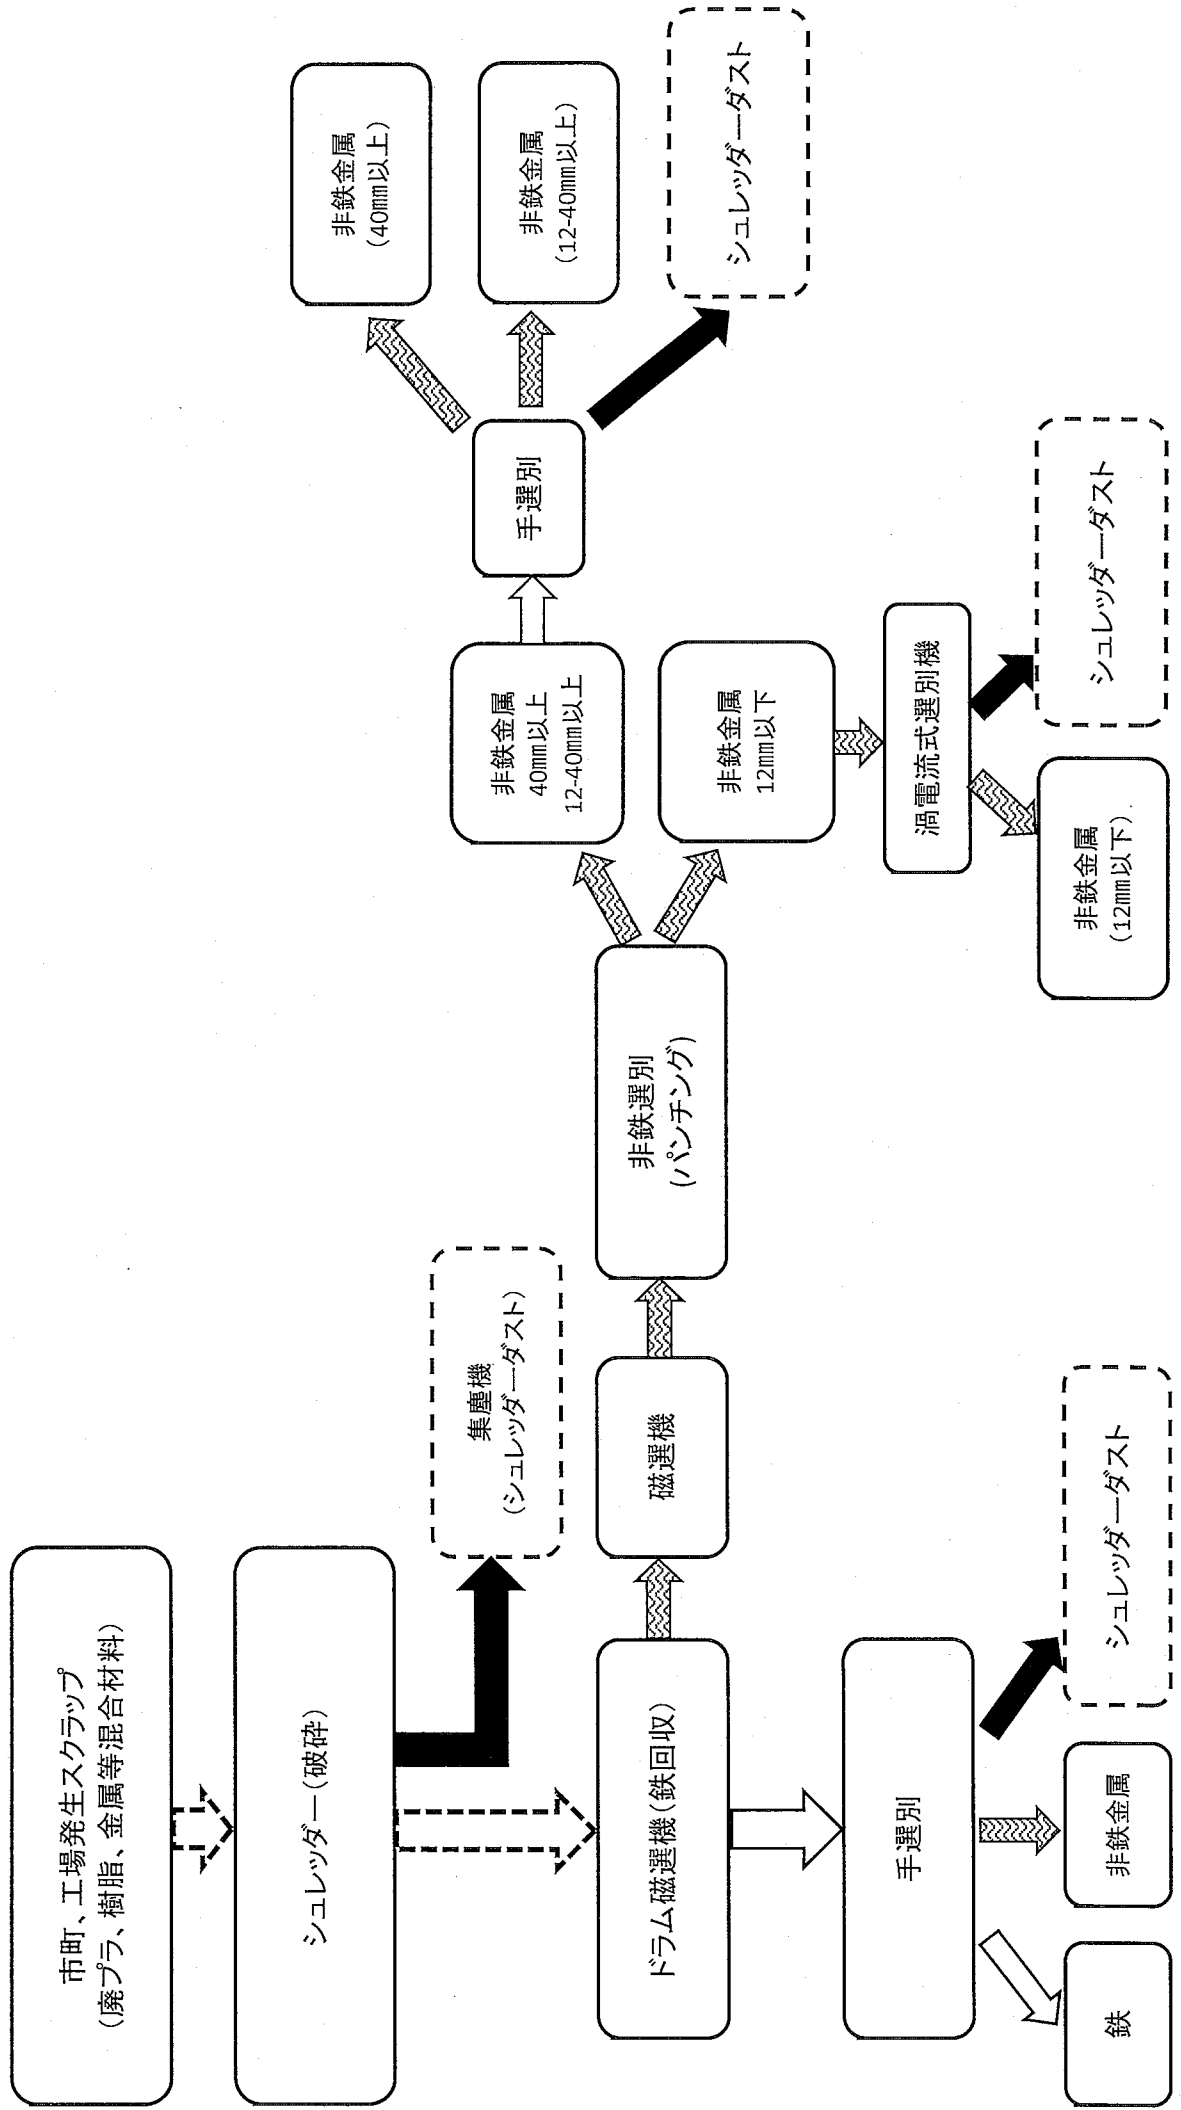 市町、工場発生スクラップ
（廃プラ、樹脂、金属等混合材料）
シュレッダー（破砕）
集塵機
（シュレッダーダスト）
ドラム磁選機（鉄回収）
磁選機
非鉄選別
（パンチング）
非鉄金属
40mm以上
12-40mm以上
手選別
非鉄金属
（40mm以上）
非鉄金属
（12-40mm以上）
シュレッダーダスト
非鉄金属
12mm以下
渦電流式選別機
非鉄金属
（12mm以下）
シュレッダーダスト
手選別
鉄
非鉄金属
シュレッダーダスト